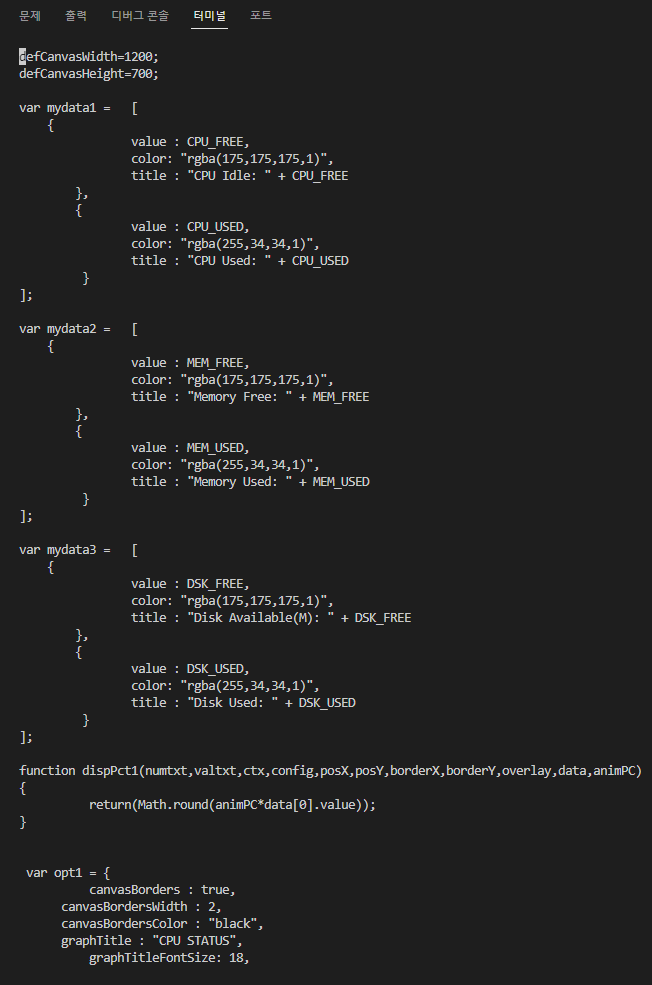 문제 출력 디버그 콘솔 터미널 포트
defCanvasWidth=1200;
defCanvasHeight=700;
var mydata1 = [
{
value : CPU_FREE,
color: "rgba(175,175,175,1)",
title : "CPU Idle: " + CPU_FREE
},
{
value : CPU_USED,
color: "rgba(255,34,34,1)",
title : "CPU Used: " + CPU_USED
}
];
var mydata2 = [
{
value : MEM_FREE,
color: "rgba(175,175,175,1)",
title : "Memory Free: " + MEM_FREE
},
{
value : MEM_USED,
color: "rgba(255,34,34,1)",
title : "Memory Used: " + MEM_USED
}
];
var mydata3 = [
{
value : DSK_FREE,
color: "rgba(175,175,175,1)",
title : "Disk Available(M): " + DSK_FREE
},
{
value : DSK_USED,
color: "rgba(255,34,34,1)",
title : "Disk Used: " + DSK_USED
}
];
function dispPct1(numtxt,valtxt,ctx,config,posX,posY,borderX,borderY,overlay,data,animPC)
{
return(Math.round(animPC*data[0].value));
}
var opt1 = {
canvasBorders : true,
canvasBordersWidth : 2,
canvasBordersColor : "black",
graphTitle : "CPU STATUS",
graphTitleFontSize: 18,